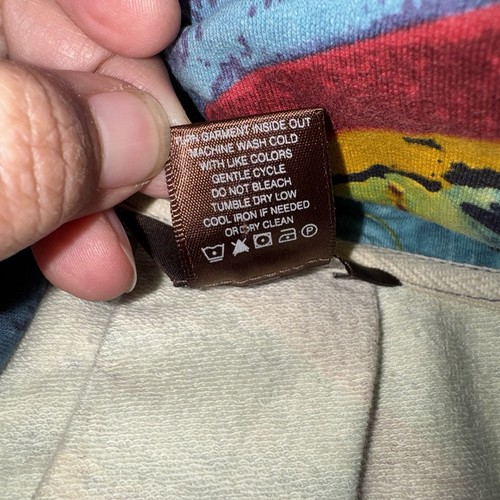 GARMENT INSIDE OUT
MACHINE WASH COLD
WITH LIKE COLORS
GENTLE CYCLE
DO NOT BLEACH
TUMBLE DRY LOW
COOL IRON IF NEEDED
OR DRY CLEAN
P